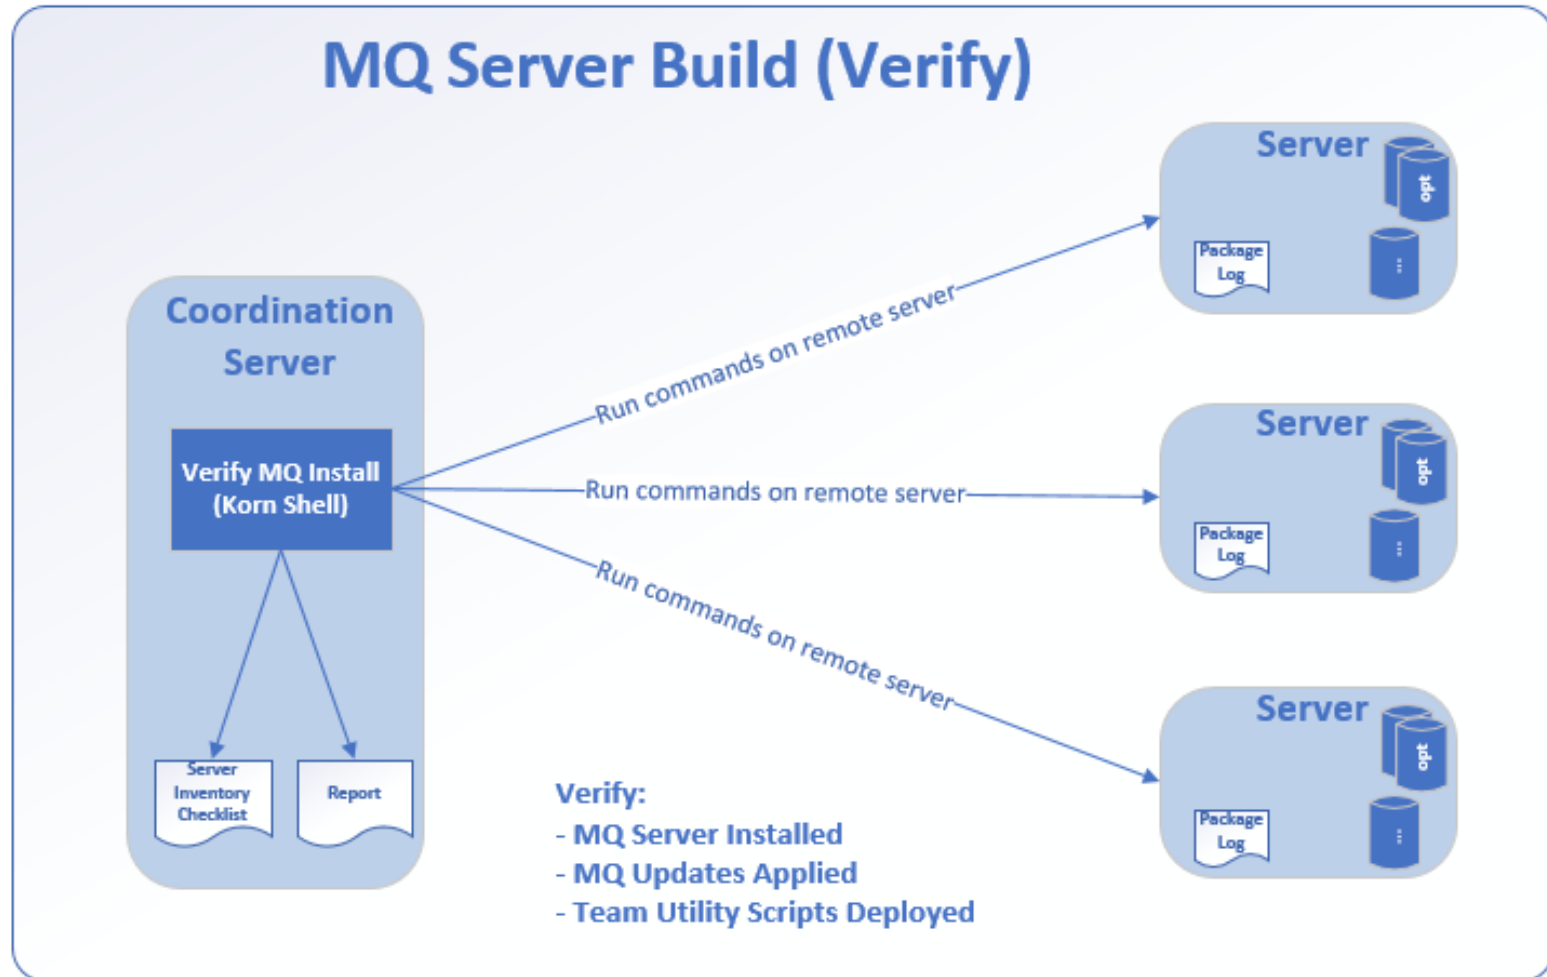 MQ Server Build (Verify)
Server
opt
Package
Log
...
Coordination
Server
Run commands on remote server
Verify MQ Install
(Korn Shell)
Run commands on remote server
Server
opt
Package
Log
...
Run commands on remote server
Server
opt
Package
Log
...
Server
Inventory
Checklist
Report
Verify:
- MQ Server Installed
- MQ Updates Applied
- Team Utility Scripts Deployed